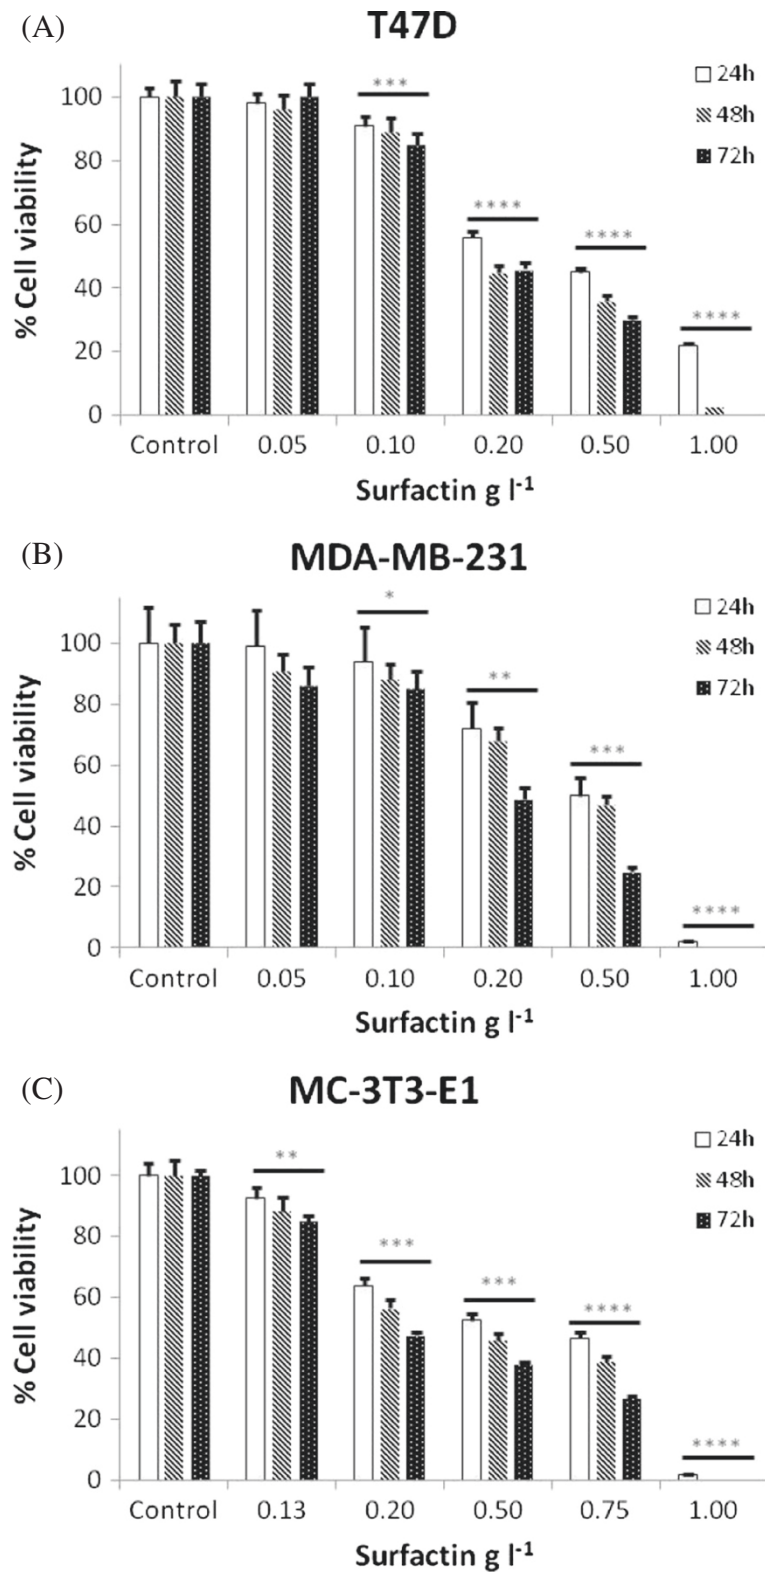 (A)
T47D
***
****
****
****
24h
48h
72h
% Cell viability
100
80
60
40
20
0
Control 0.05 0.10 0.20 0.50 1.00
Surfactin g l-1
(B)
MDA-MB-231
*
**
***
****
24h
48h
72h
% Cell viability
100
80
60
40
20
0
Control 0.05 0.10 0.20 0.50 1.00
Surfactin g l-1
(C)
MC-3T3-E1
**
***
***
****
****
24h
48h
72h
% Cell viability
100
80
60
40
20
0
Control 0.13 0.20 0.50 0.75 1.00
Surfactin g l-1